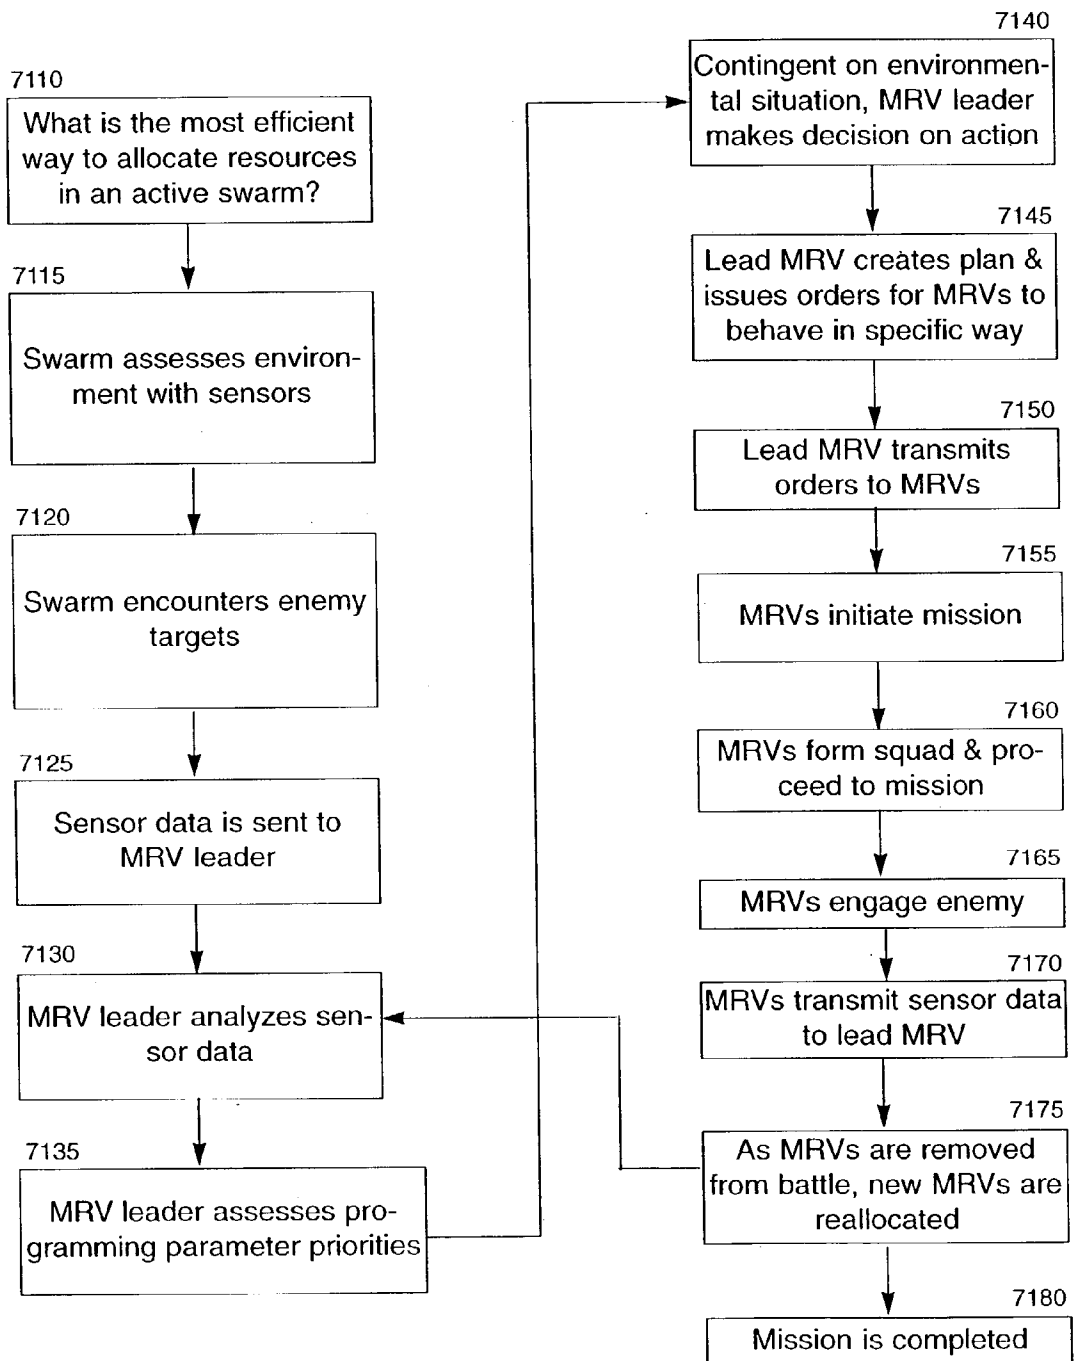 7110
What is the most efficient
way to allocate resources
in an active swarm?
7115
Swarm assesses environ-
ment with sensors
7120
Swarm encounters enemy
targets
7125
Sensor data is sent to
MRV leader
7130
MRV leader analyzes sen-
sor data
7135
MRV leader assesses pro-
gramming parameter priorities
7140
Contingent on environmen-
tal situation, MRV leader
makes decision on action
7145
Lead MRV creates plan &
issues orders for MRVs to
behave in specific way
7150
Lead MRV transmits
orders to MRVs
7155
MRVs initiate mission
7160
MRVs form squad & pro-
ceed to mission
7165
MRVs engage enemy
7170
MRVs transmit sensor data
to lead MRV
7175
As MRVs are removed
from battle, new MRVs are
reallocated
7180
Mission is completed